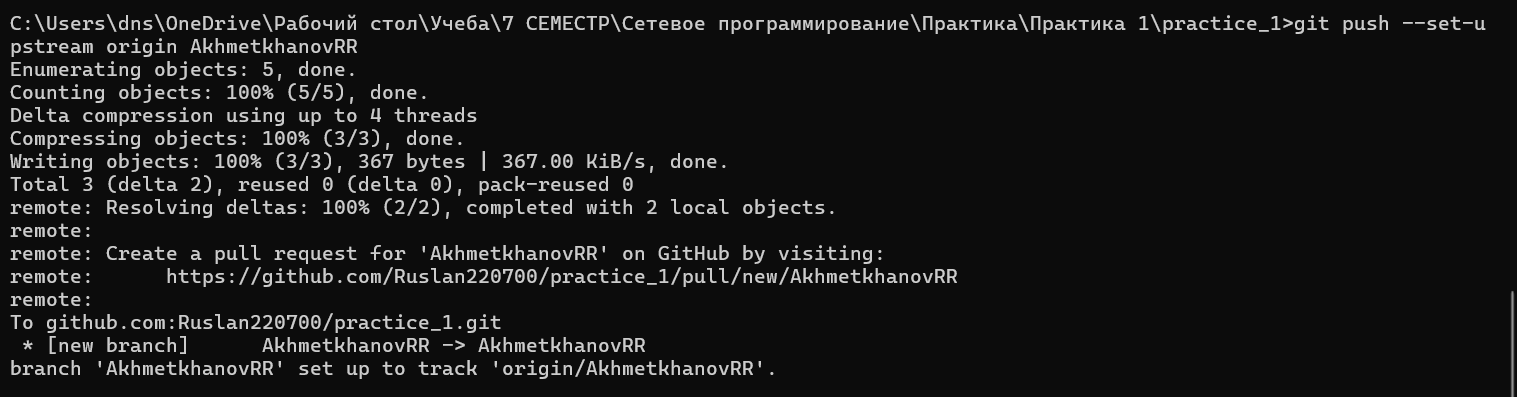 C:\Users\dns\OneDrive\Рабочий стол\Учеба\7 СЕМЕСТР\Сетевое программирование\Практика\Практика 1\practice_1>git push --set-u
pstream origin AkhmetkhanovRR
Enumerating objects: 5, done.
Counting objects: 100% (5/5), done.
Delta compression using up to 4 threads
Compressing objects: 100% (3/3), done.
Writing objects: 100% (3/3), 367 bytes | 367.00 KiB/s, done.
Total 3 (delta 2), reused 0 (delta 0), pack-reused 0
remote: Resolving deltas: 100% (2/2), completed with 2 local objects.
remote:
remote: Create a pull request for 'AkhmetkhanovRR' on GitHub by visiting:
remote:      https://github.com/Ruslan220700/practice_1/pull/new/AkhmetkhanovRR
remote:
To github.com:Ruslan220700/practice_1.git
 * [new branch]      AkhmetkhanovRR -> AkhmetkhanovRR
branch 'AkhmetkhanovRR' set up to track 'origin/AkhmetkhanovRR'.